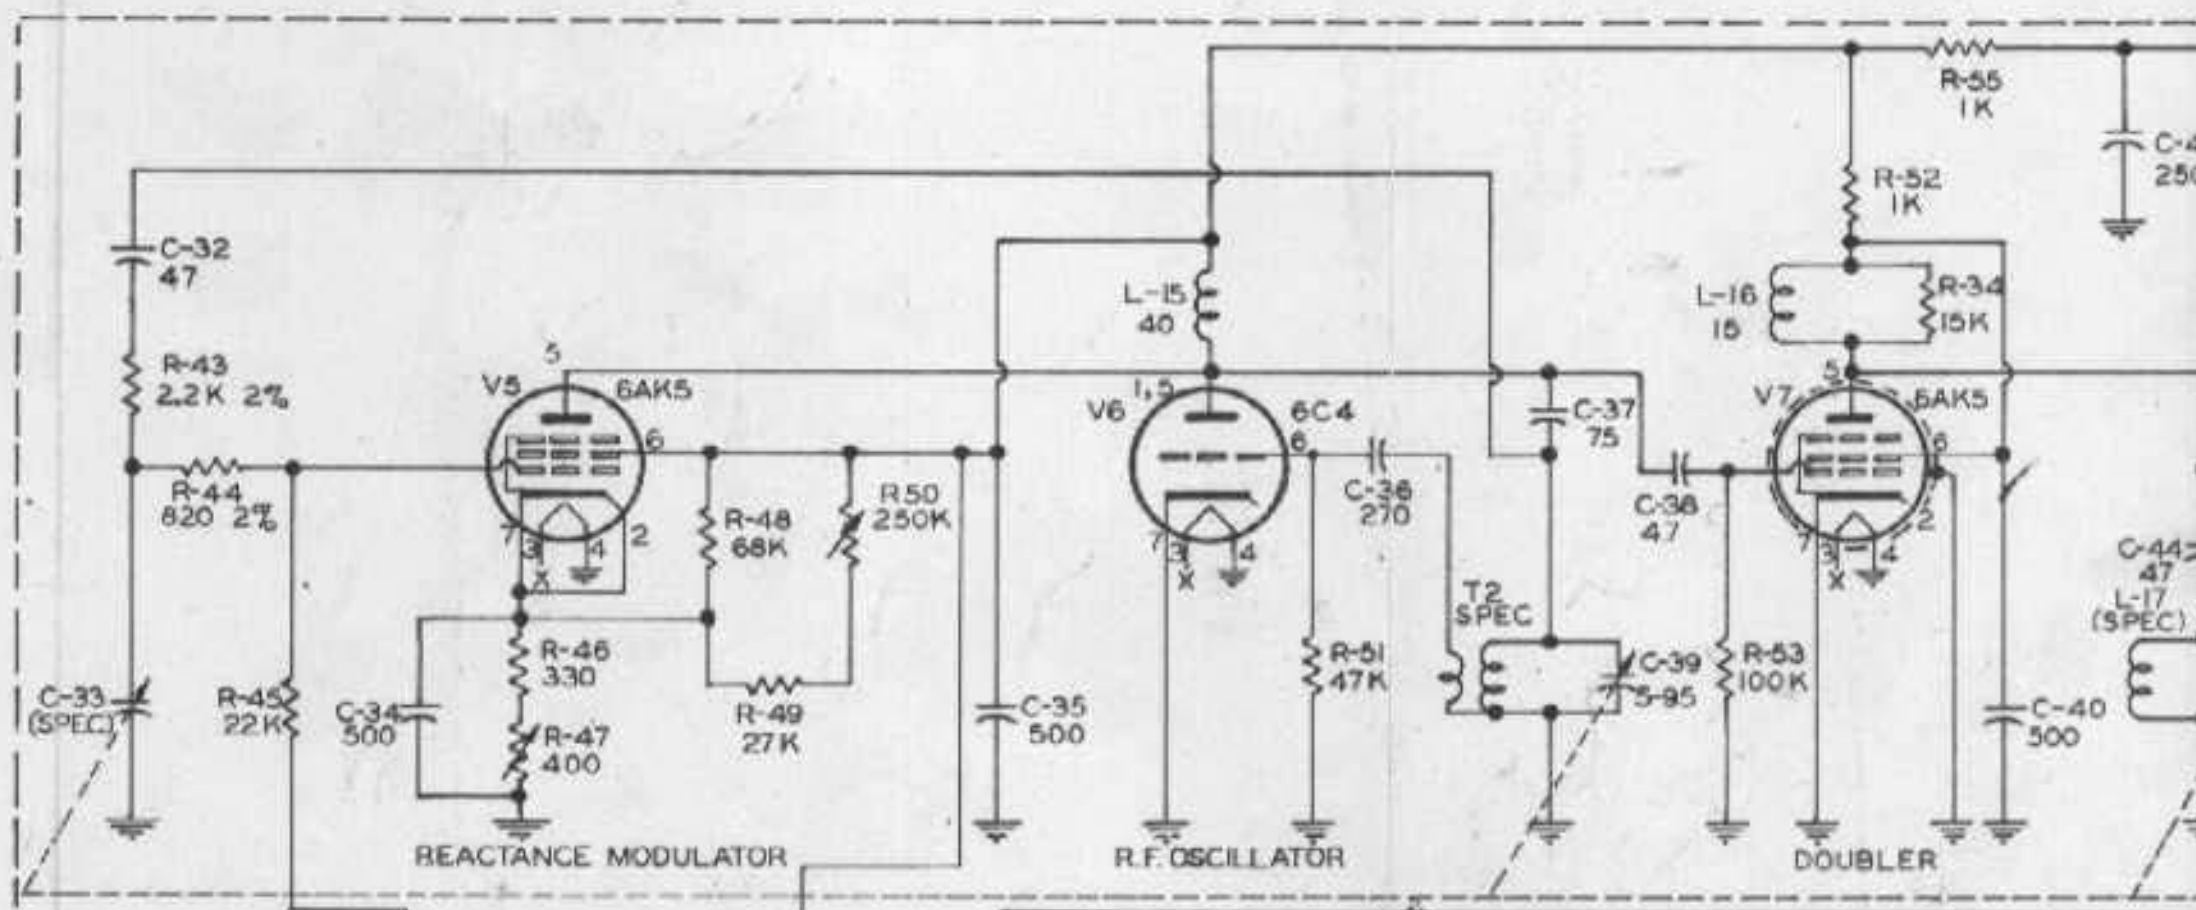 R-55
1K
C-4
250
R-52
1K
C-32
47
L-15
40
L-16
15
R-34
15K
R-43
2.2K 2%
5
V5
6AK5
6
R-44
820 2%
7
3
4
2
X
R-48
68K
R50
250K
1,5
V6
6C4
6
C-36
270
7
3
4
X
C-37
75
C-38
47
5
V7
6AK5
6
2
7
3
4
X
C-44
47
L-17
(SPEC)
T2
SPEC
C-33
(SPEC)
R-45
22K
C-34
500
R-46
330
R-47
400
R-49
27K
C-35
500
R-51
47K
C-39
5-95
R-53
100K
C-40
500
REACTANCE MODULATOR
R.F. OSCILLATOR
DOUBLER